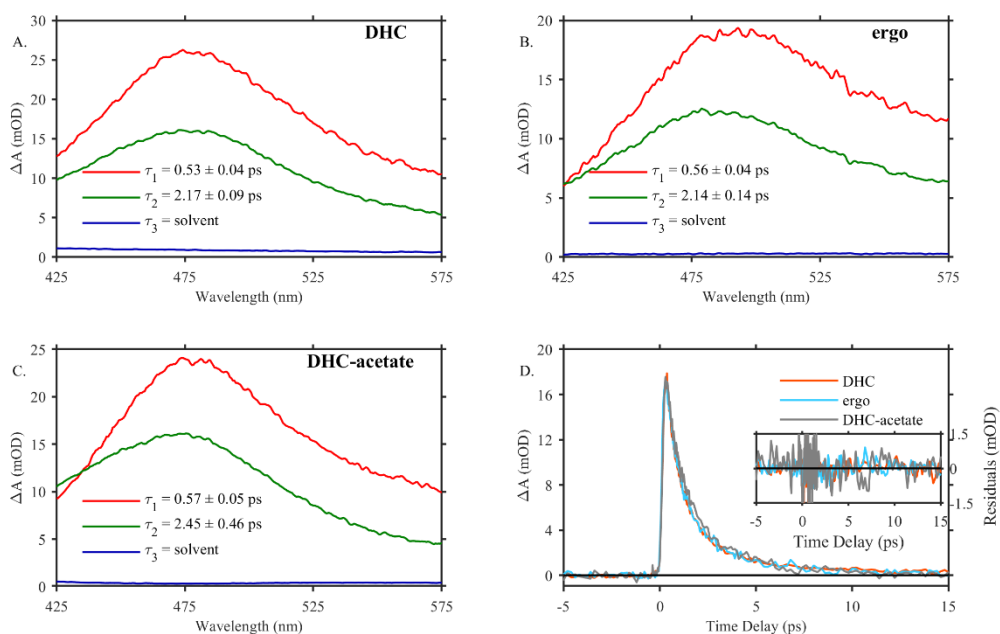 A.
DHC
30
25
20
15
10
5
0
ΔA (mOD)
τ1 = 0.53 ± 0.04 ps
τ2 = 2.17 ± 0.09 ps
τ3 = solvent
425 475 525 575
Wavelength (nm)
B.
ergo
20
15
10
5
0
ΔA (mOD)
τ1 = 0.56 ± 0.04 ps
τ2 = 2.14 ± 0.14 ps
τ3 = solvent
425 475 525 575
Wavelength (nm)
C.
DHC-acetate
25
20
15
10
5
0
ΔA (mOD)
τ1 = 0.57 ± 0.05 ps
τ2 = 2.45 ± 0.46 ps
τ3 = solvent
425 475 525 575
Wavelength (nm)
D.
20
16
12
8
4
0
ΔA (mOD)
DHC
ergo
DHC-acetate
1.5
0
-1.5
Residuals (mOD)
-5 0 5 10 15
Time Delay (ps)
-5 0 5 10 15
Time Delay (ps)